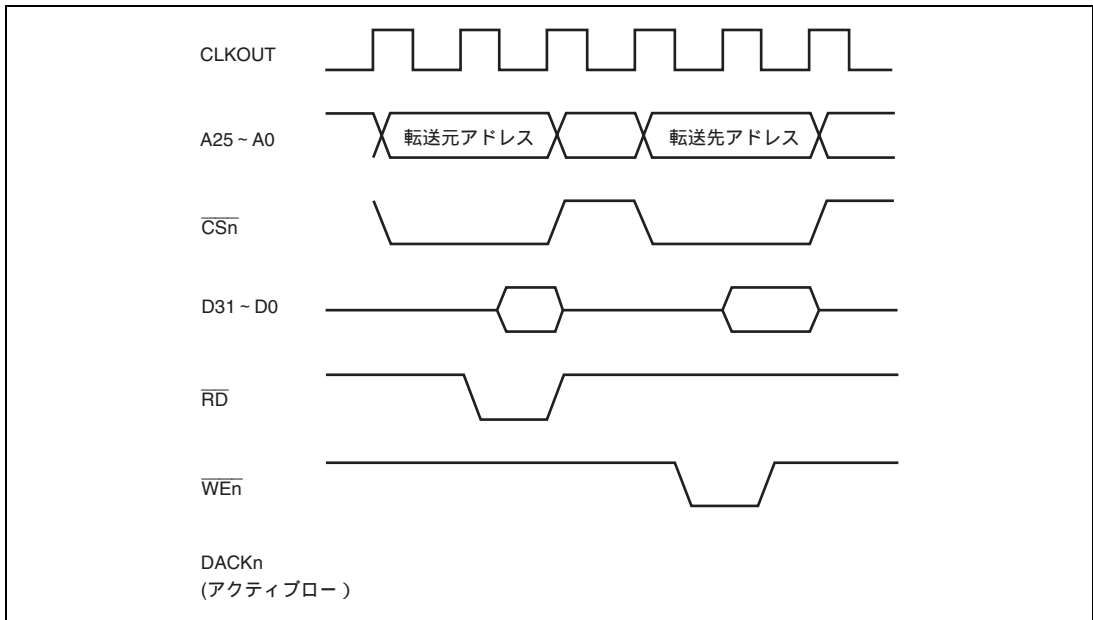 CLKOUT
A25 ~ A0
転送元アドレス
転送先アドレス
CSn
D31 ~ D0
RD
WEn
DACKn
(アクティブロー )